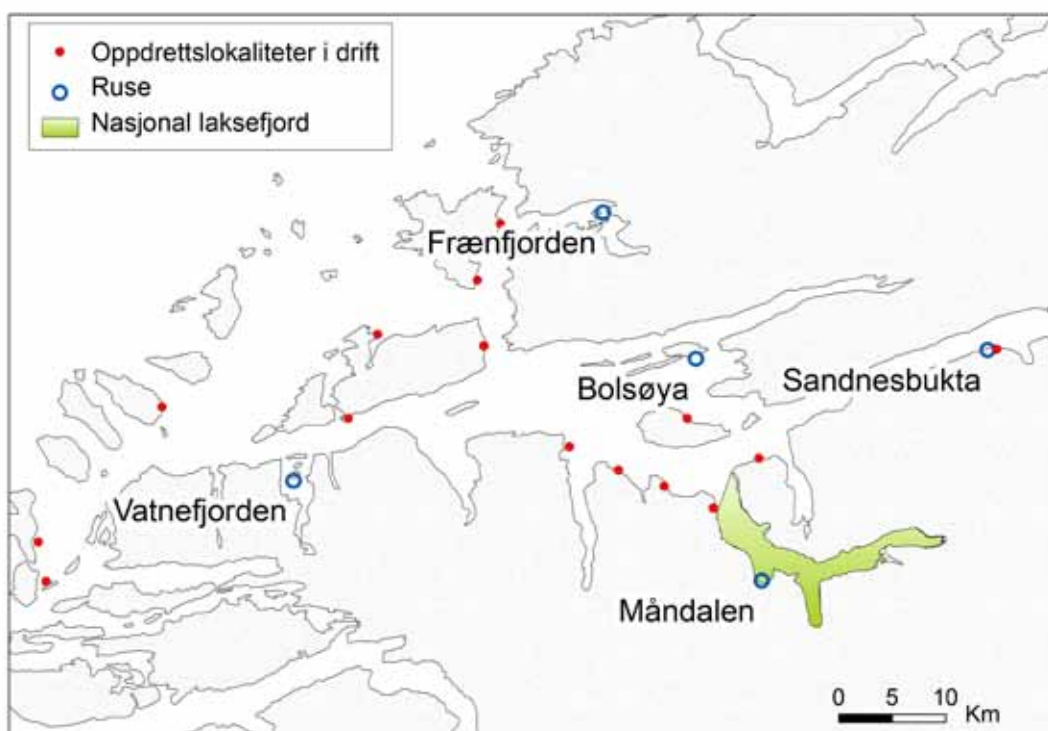 Oppdrettslokaliteter i drift
Ruse
Nasjonal laksefjord
Frænfjorden
Bolsøya
Sandnesbukta
Vatnefjorden
Måndalen
0 5 10
Km